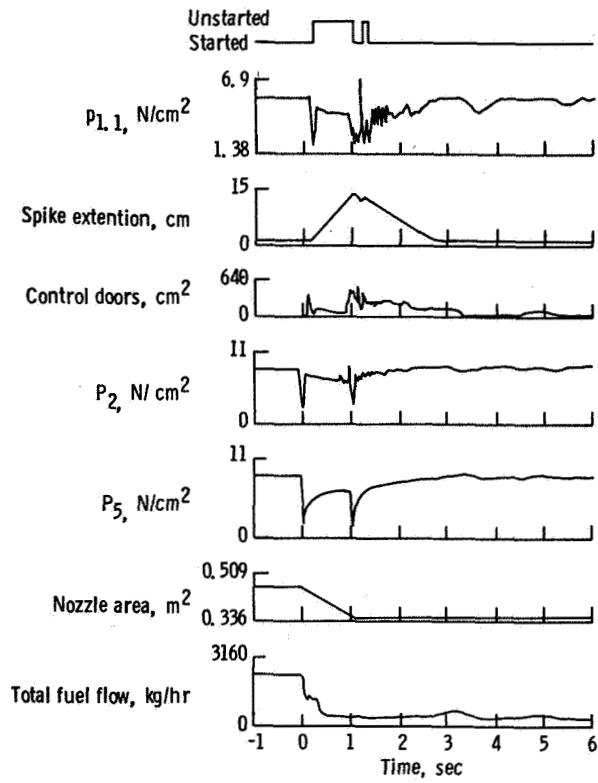 Unstarted
Started
6.9
p1.1, N/cm2
1.38
15
Spike extention, cm
0
640
Control doors, cm2
0
11
P2, N/ cm2
0
11
P5, N/cm2
0
0.509
Nozzle area, m2
0.336
3160
Total fuel flow, kg/hr
0
-1 0 1 2 3 4 5 6
Time, sec